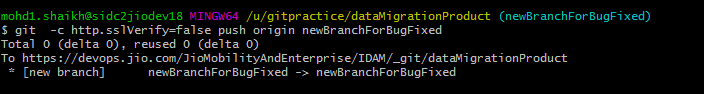 mohd1.shaikh@sidc2jiodev18 MINGW64 /u/gitpractice/dataMigrationProduct (newBranchForBugFixed)
$ git  -c http.sslVerify=false push origin newBranchForBugFixed
Total 0 (delta 0), reused 0 (delta 0)
To https://devops.jio.com/JioMobilityAndEnterprise/IDAM/_git/dataMigrationProduct
 * [new branch]      newBranchForBugFixed -> newBranchForBugFixed